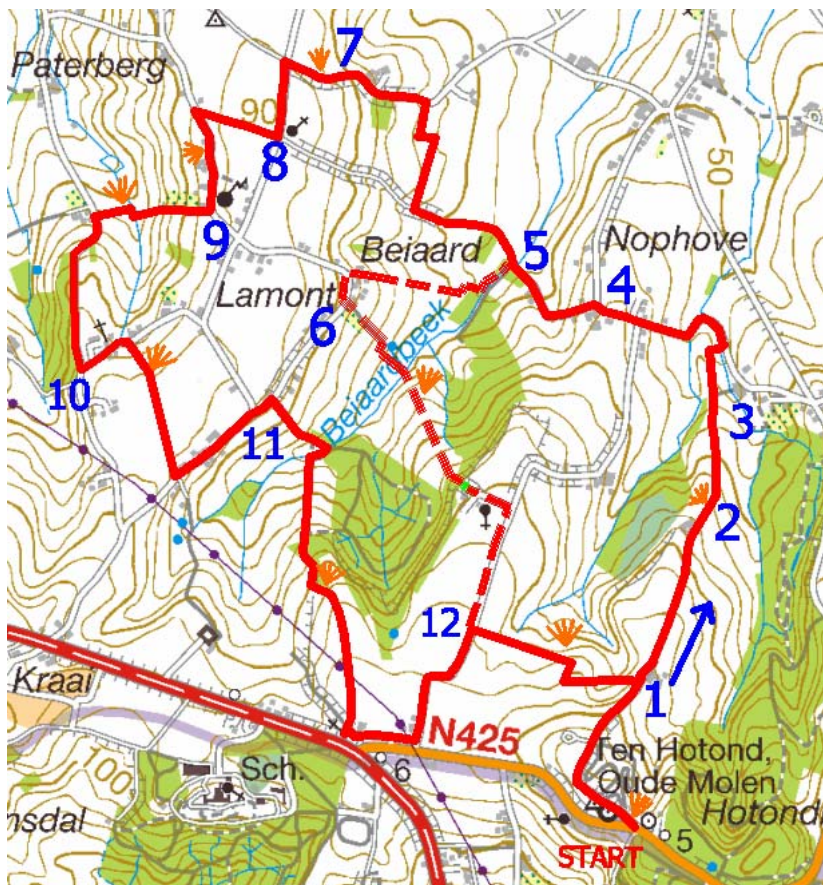 7
Paterberg
90
8
50
9
Beiaard
5
Nophove
4
Lamont
6
Beiaardbeek
10
11
3
2
12
1
Kraai
N425
100
Sch.
6
Ten Hotond,
Oude Molen
Hotond
nsdal
5
START